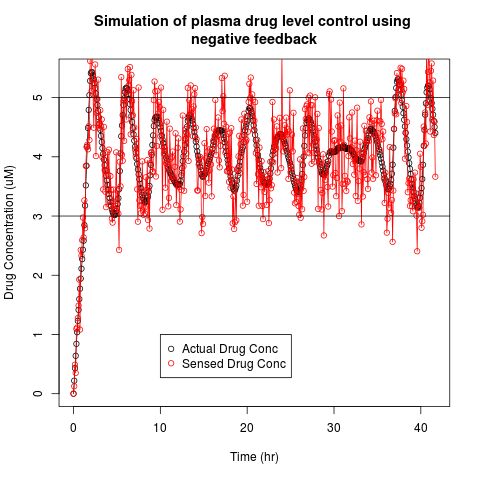 Simulation of plasma drug level control using
negative feedback
Drug Concentration (uM)
5
4
3
2
1
0
Actual Drug Conc
Sensed Drug Conc
0 10 20 30 40
Time (hr)